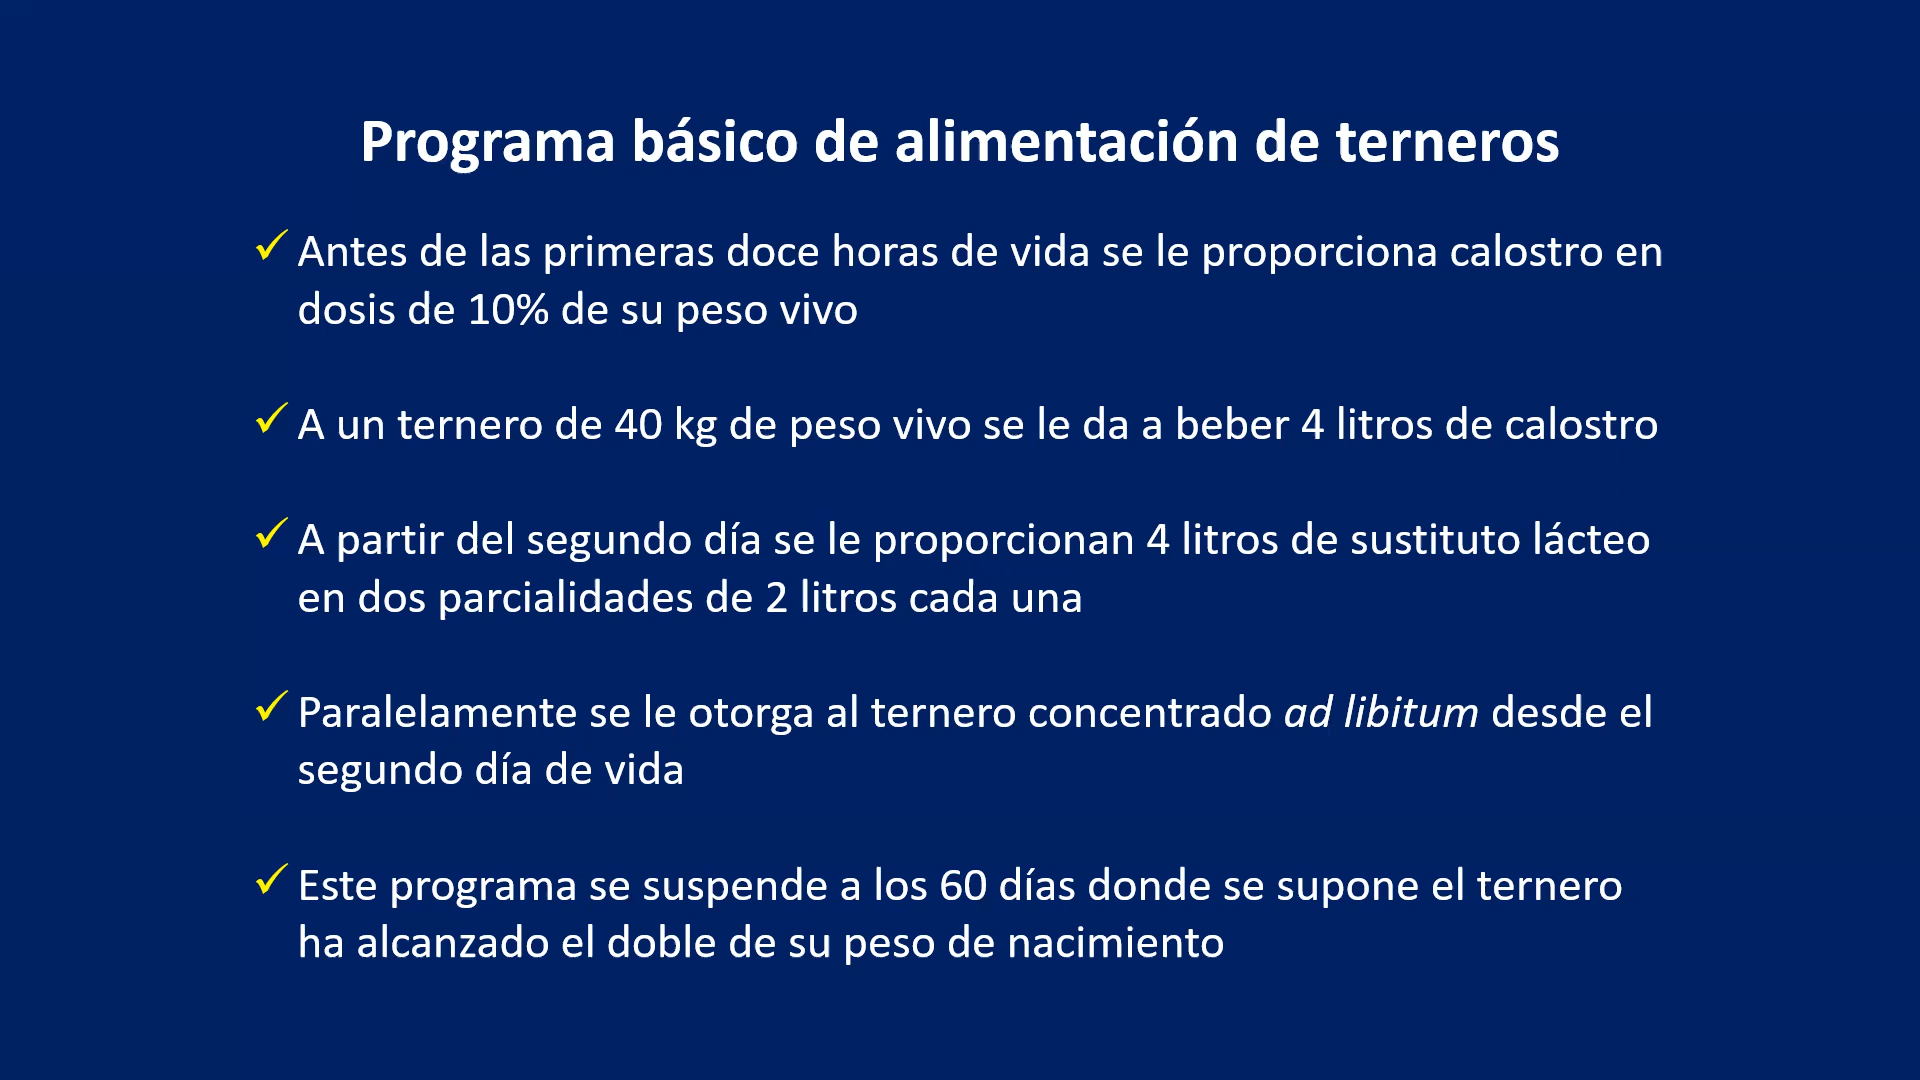 Programa básico de alimentación de terneros
✓ Antes de las primeras doce horas de vida se le proporciona calostro en
dosis de 10% de su peso vivo
✓ A un ternero de 40 kg de peso vivo se le da a beber 4 litros de calostro
✓ A partir del segundo día se le proporcionan 4 litros de sustituto lácteo
en dos parcialidades de 2 litros cada una
✓ Paralelamente se le otorga al ternero concentrado ad libitum desde el
segundo día de vida
✓ Este programa se suspende a los 60 días donde se supone el ternero
ha alcanzado el doble de su peso de nacimiento